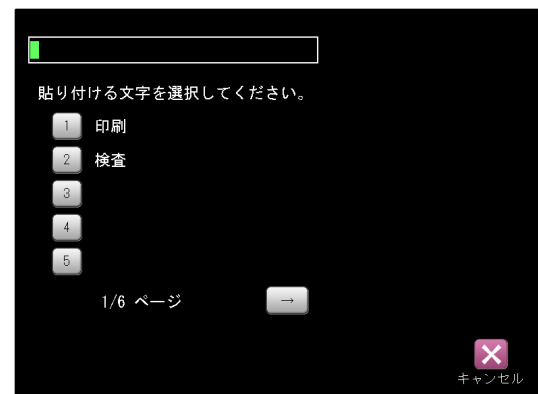 貼り付ける文字を選択してください。
1 印刷
2 検査
3
4
5
1/6 ページ →
キャンセル